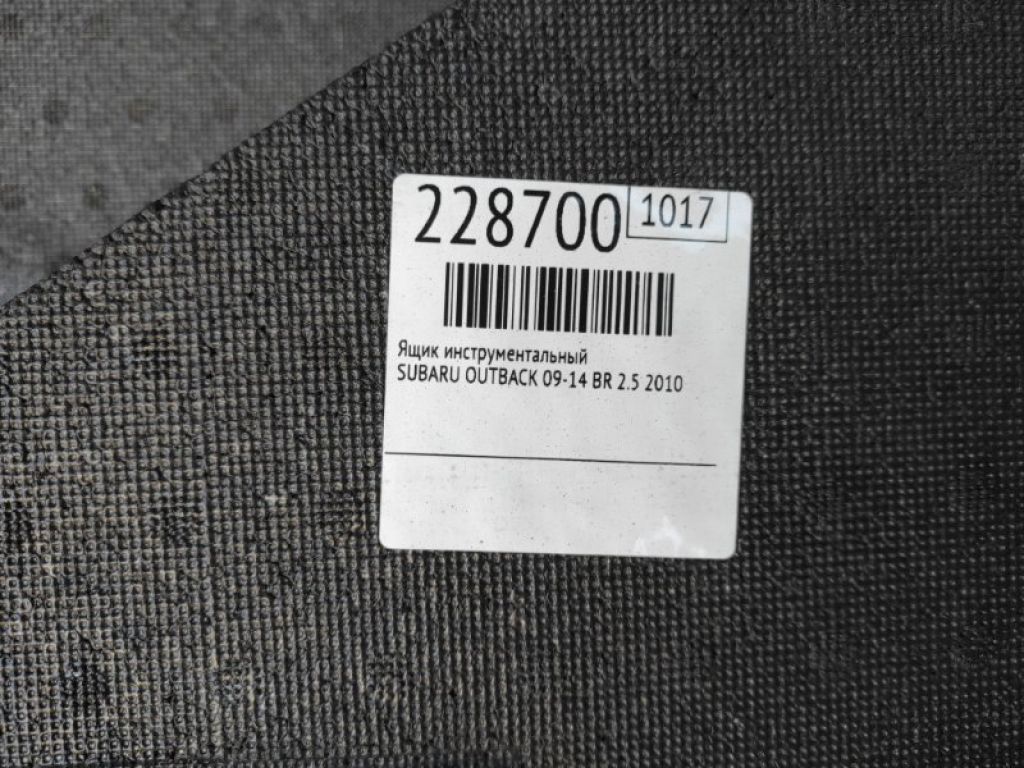 228700
1017
Ящик инструментальный
SUBARU OUTBACK 09-14 BR 2.5 2010